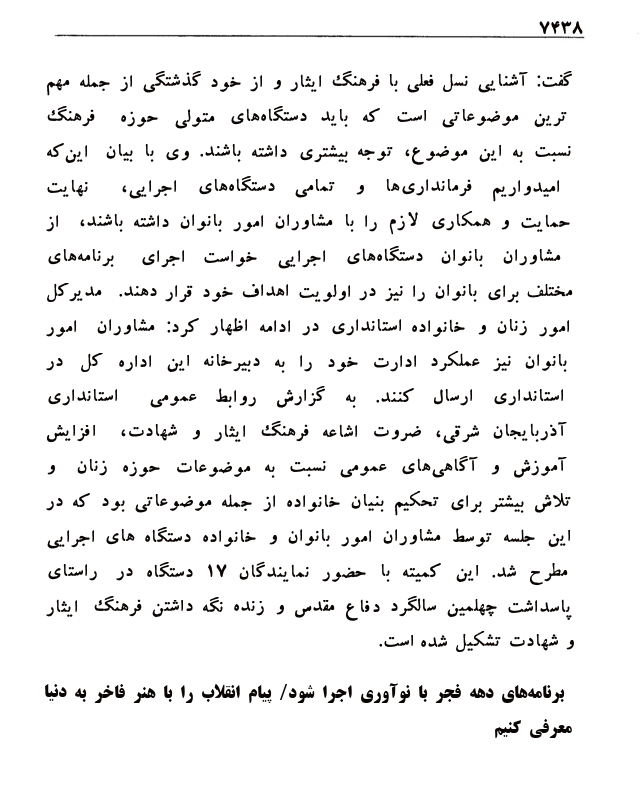 ۷۴۳۸
گفت: آشنایی نسل فعلی با فرهنگ ایثار و از خود گذشتگی از جمله مهم
ترین موضوعاتی است که باید دستگاه‌های متولی حوزه فرهنگ
نسبت به این موضوع، توجه بیشتری داشته باشند. وی با بیان این‌که
امیدواریم فرمانداری‌ها و تمامی دستگاه‌های اجرایی، نهایت
حمایت و همکاری لازم را با مشاوران امور بانوان داشته باشند، از
مشاوران بانوان دستگاه‌های اجرایی خواست اجرای برنامه‌های
مختلف برای بانوان را نیز در اولویت اهداف خود قرار دهند. مدیرکل
امور زنان و خانواده استانداری در ادامه اظهار کرد: مشاوران امور
بانوان نیز عملکرد ادارت خود را به دبیرخانه این اداره کل در
استانداری ارسال کنند. به گزارش روابط عمومی استانداری
آذربایجان شرقی، ضروت اشاعه فرهنگ ایثار و شهادت، افزایش
آموزش و آگاهی‌های عمومی نسبت به موضوعات حوزه زنان و
تلاش بیشتر برای تحکیم بنیان خانواده از جمله موضوعاتی بود که در
این جلسه توسط مشاوران امور بانوان و خانواده دستگاه های اجرایی
مطرح شد. این کمیته با حضور نمایندگان ۱۷ دستگاه در راستای
پاسداشت چهلمین سالگرد دفاع مقدس و زنده نگه داشتن فرهنگ ایثار
و شهادت تشکیل شده است.
برنامه‌های دهه فجر با نوآوری اجرا شود/ پیام انقلاب را با هنر فاخر به دنیا
معرفی کنیم